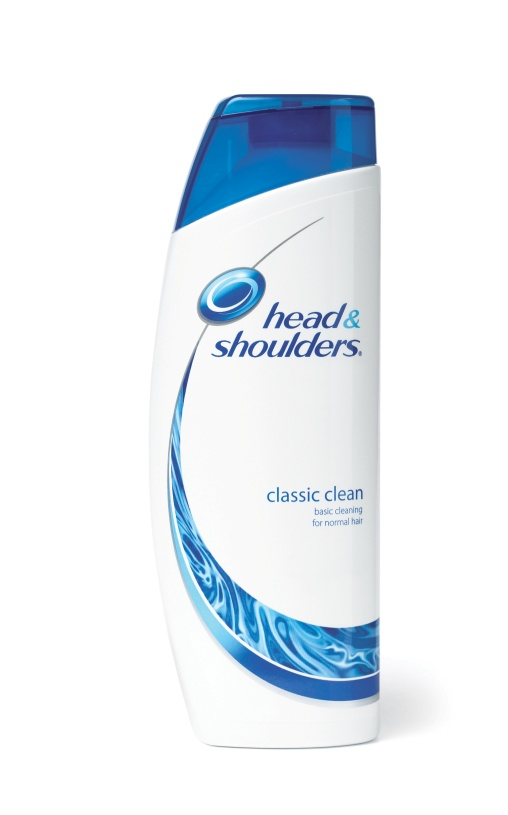 head&
shoulders®
classic clean
basic cleaning
for normal hair